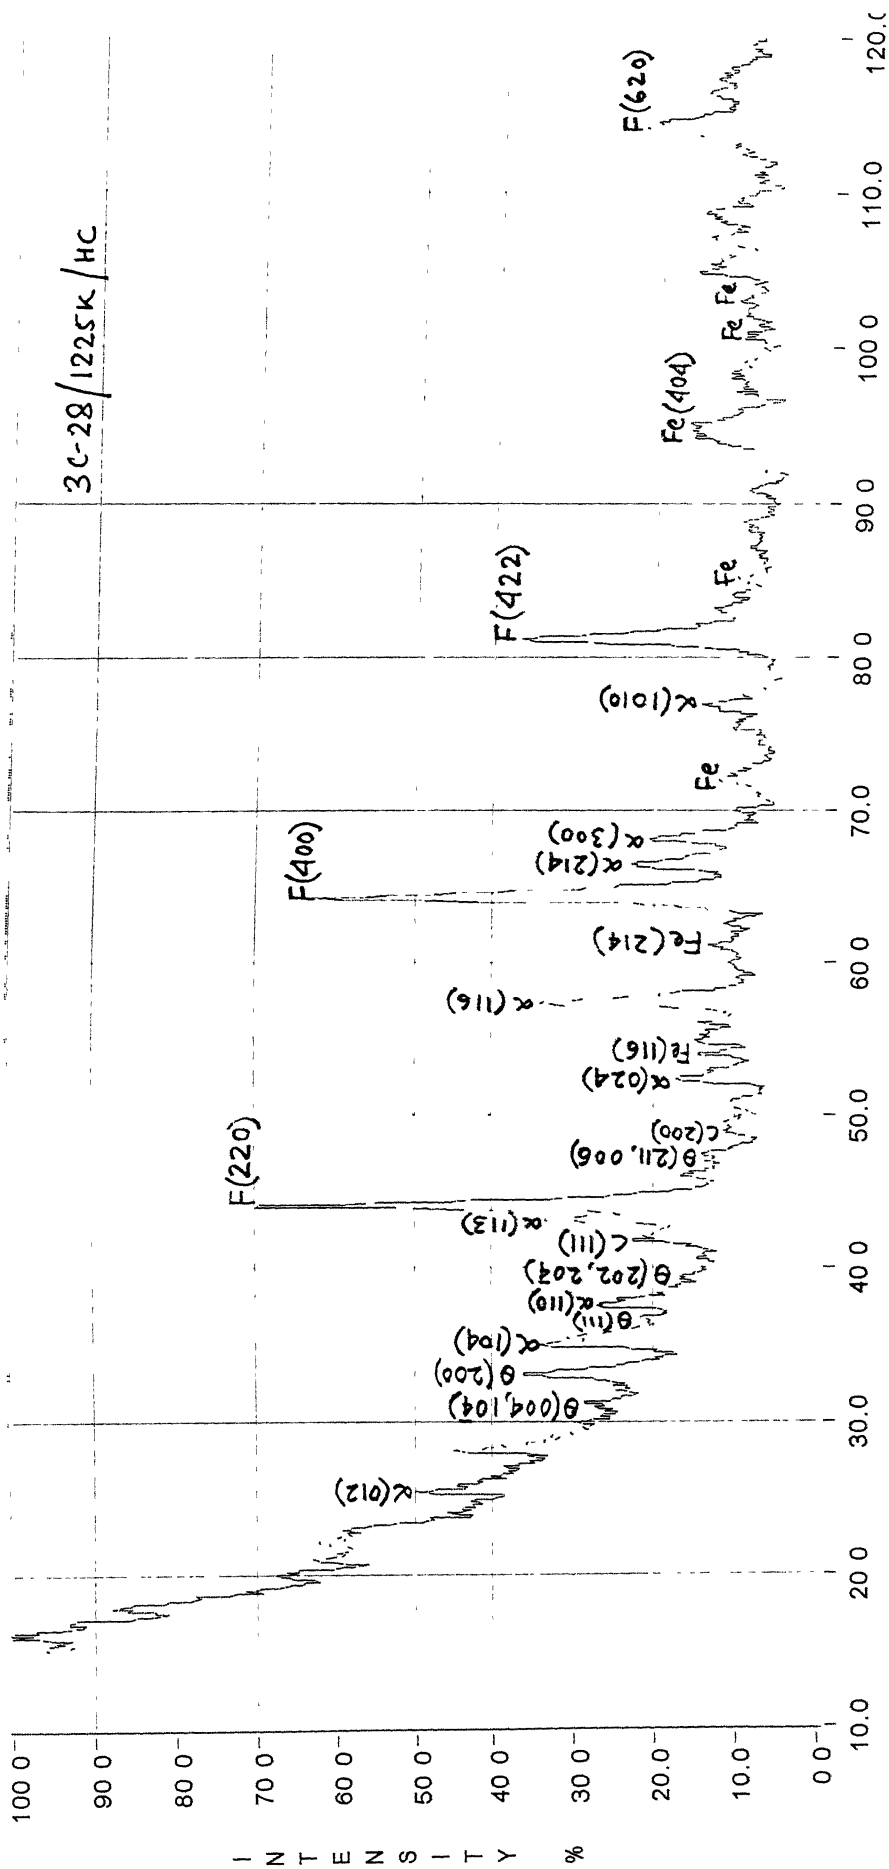 3C-28/1225K/HC
INTENSITY %
100 0
90 0
80 0
70 0
60 0
50 0
40 0
30.0
20.0
10.0
0 0
α(012)
θ(004,104)
θ(200)
α(104)
θ(111)
α(110)
θ(202,204)
C(111)
α(113)
F(220)
θ(211,006)
C(200)
α(024)
Fe(116)
α(116)
Fe(214)
F(400)
α(214)
α(300)
Fe
α(1010)
F(422)
Fe
Fe(404)
Fe
Fe
F(620)
10.0
20 0
30.0
40 0
50.0
60 0
70.0
80 0
90 0
100 0
110.0
120.0